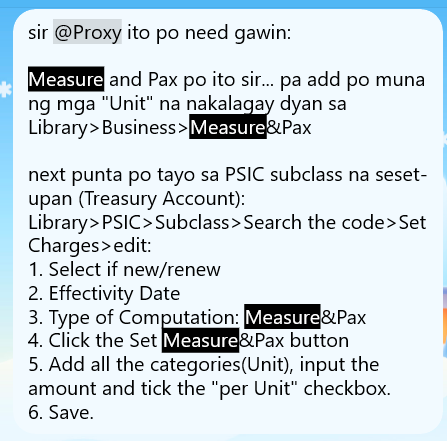 sir @Proxy ito po need gawin:
Measure and Pax po ito sir... pa add po muna
ng mga "Unit" na nakalagay dyan sa
Library>Business>Measure&Pax
next punta po tayo sa PSIC subclass na seset-
upan (Treasury Account):
Library>PSIC>Subclass>Search the code>Set
Charges>edit:
1. Select if new/renew
2. Effectivity Date
3. Type of Computation: Measure&Pax
4. Click the Set Measure&Pax button
5. Add all the categories(Unit), input the
amount and tick the "per Unit" checkbox.
6. Save.